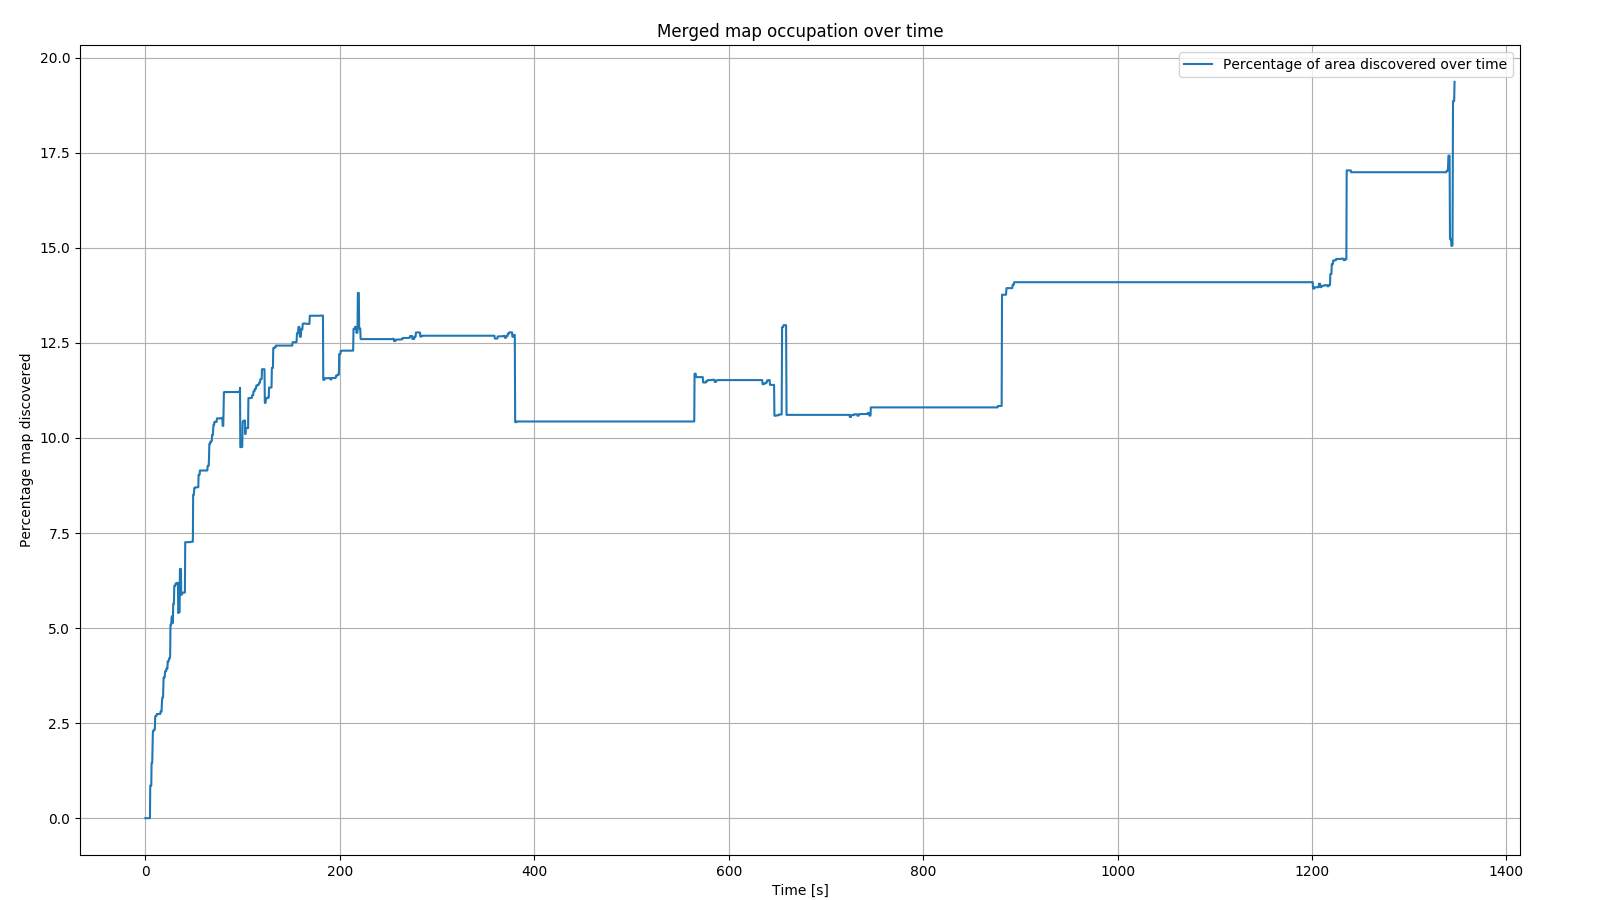 Merged map occupation over time
Percentage of area discovered over time
20.0
17.5
15.0
12.5
10.0
7.5
5.0
2.5
0.0
Percentage map discovered
0 200 400 600 800 1000 1200 1400
Time [s]